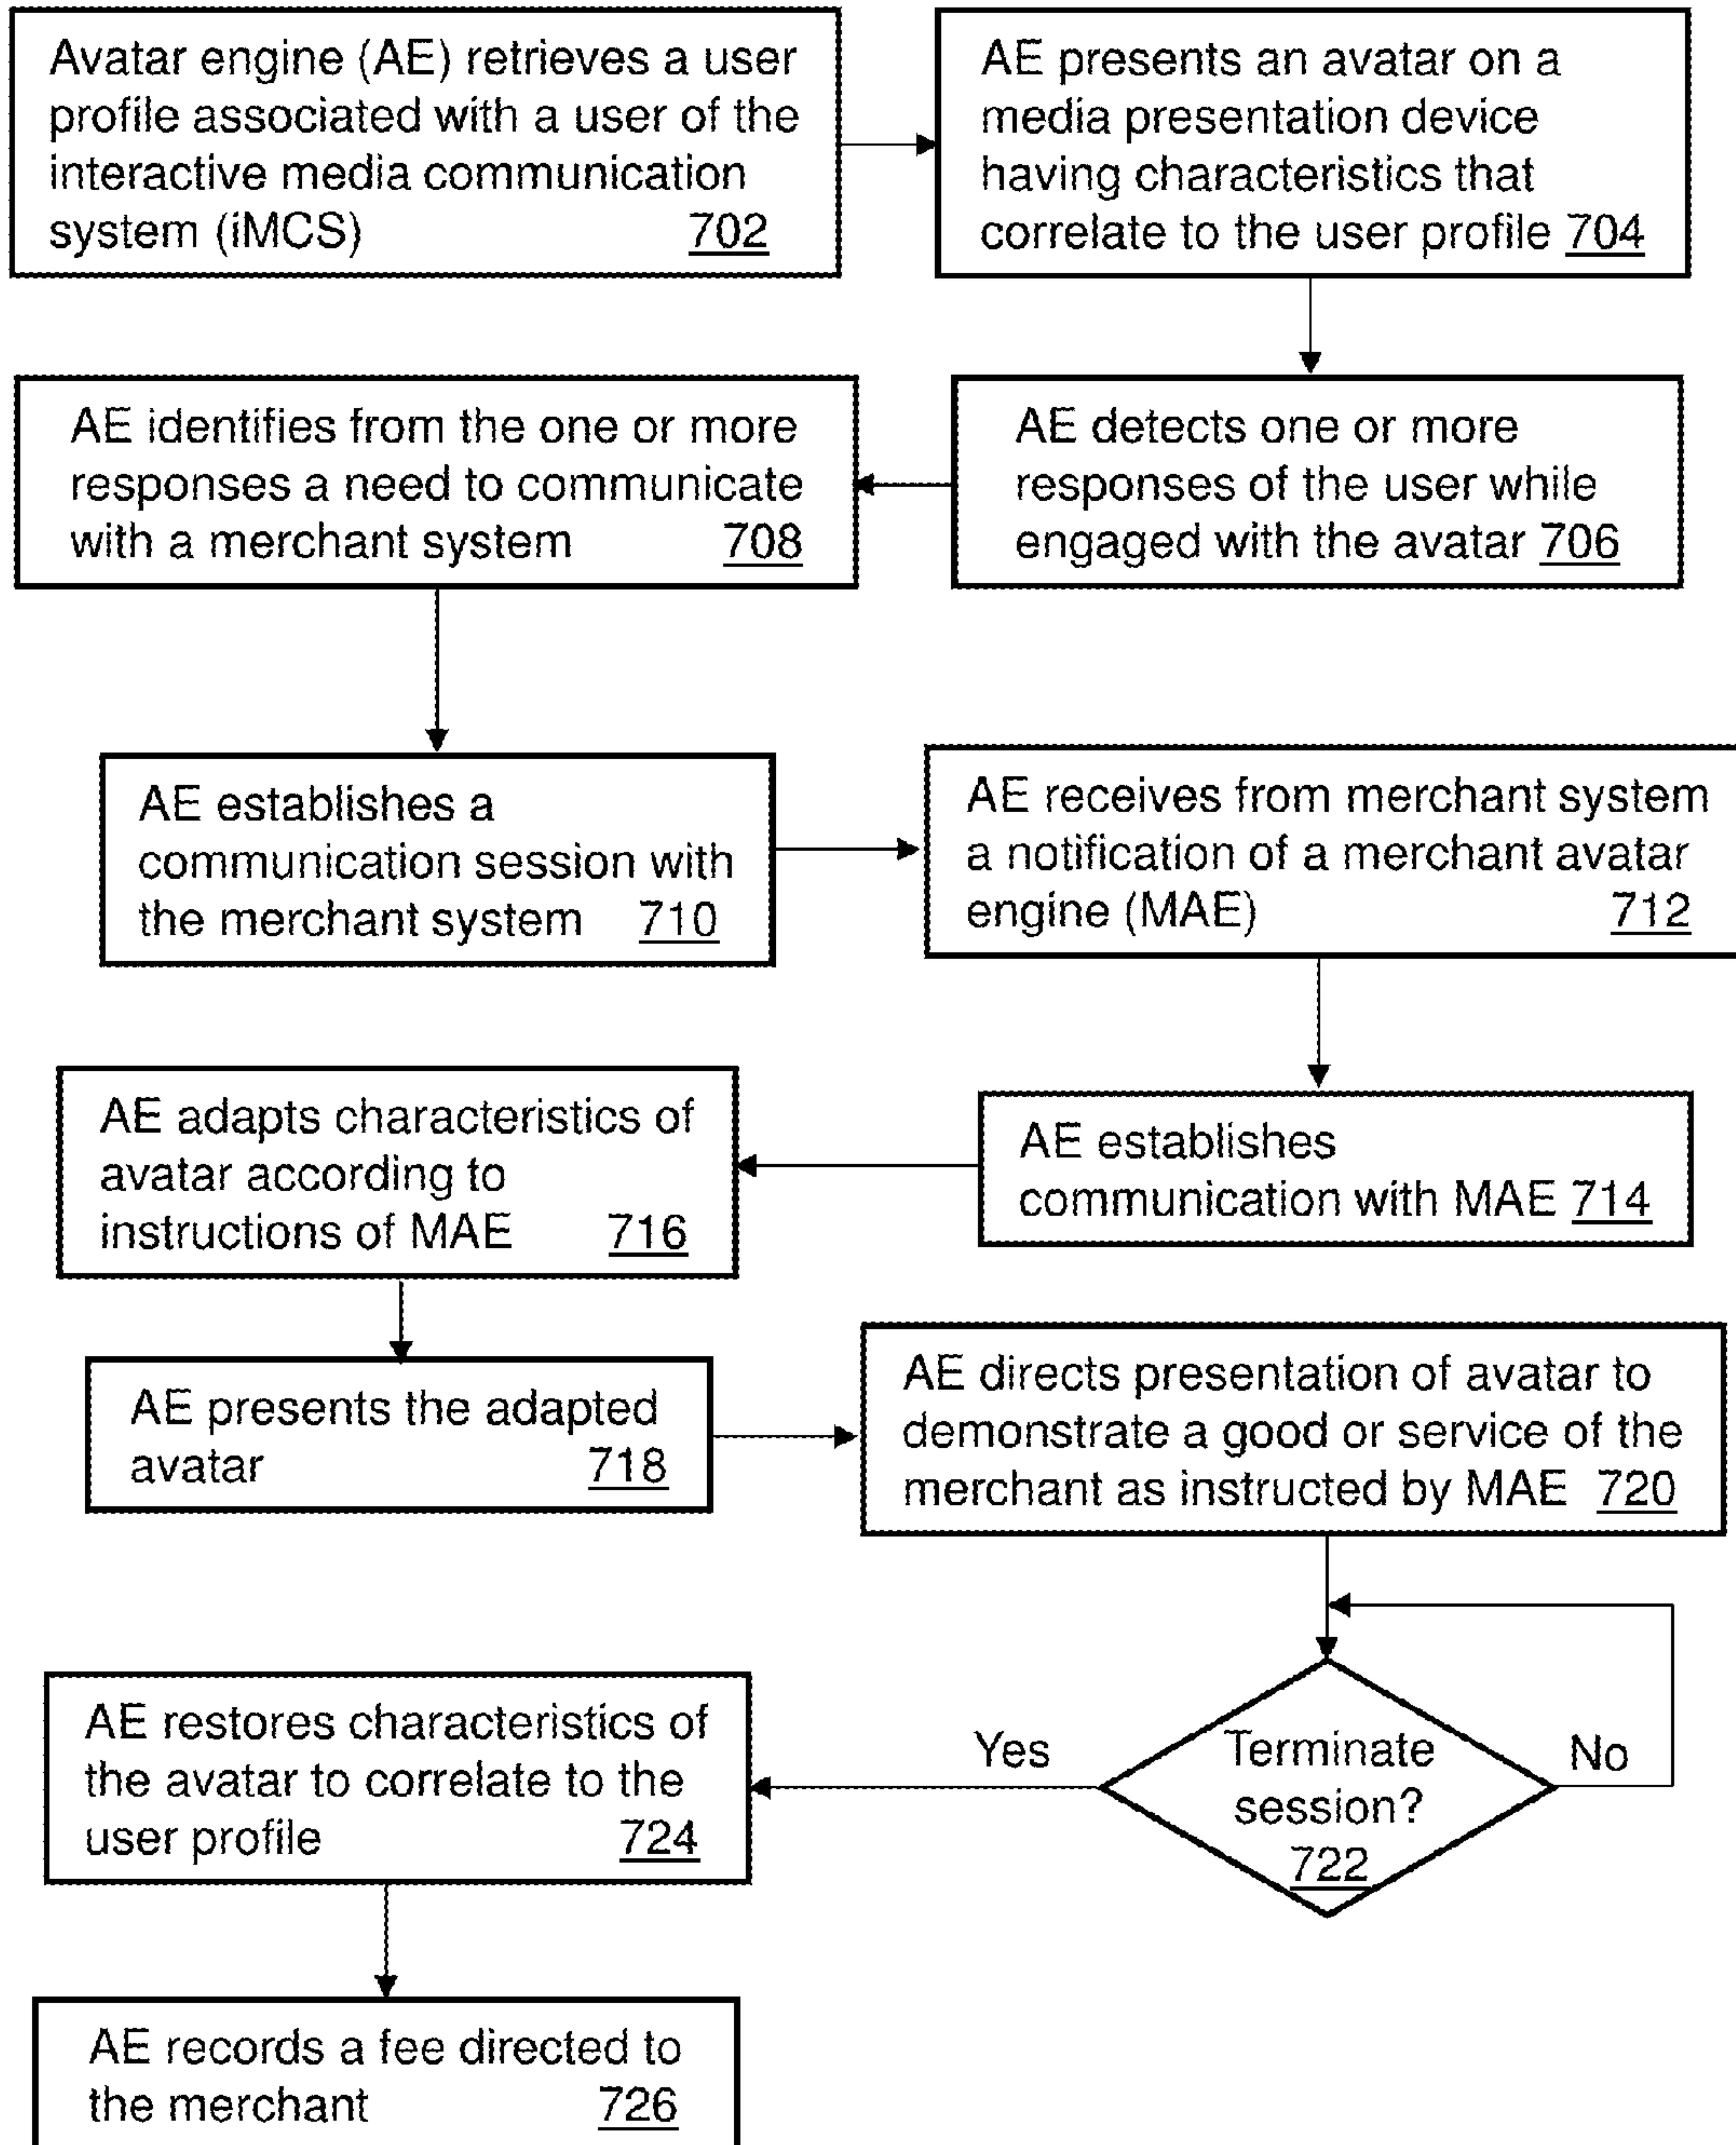 Avatar engine (AE) retrieves a user
profile associated with a user of the
interactive media communication
system (iMCS) 702
AE presents an avatar on a
media presentation device
having characteristics that
correlate to the user profile 704
AE detects one or more
responses of the user while
engaged with the avatar 706
AE identifies from the one or more
responses a need to communicate
with a merchant system 708
AE establishes a
communication session with
the merchant system 710
AE receives from merchant system
a notification of a merchant avatar
engine (MAE) 712
AE establishes
communication with MAE 714
AE adapts characteristics of
avatar according to
instructions of MAE 716
AE presents the adapted
avatar 718
AE directs presentation of avatar to
demonstrate a good or service of the
merchant as instructed by MAE 720
Terminate
session?
722
No
Yes
AE restores characteristics of
the avatar to correlate to the
user profile 724
AE records a fee directed to
the merchant 726